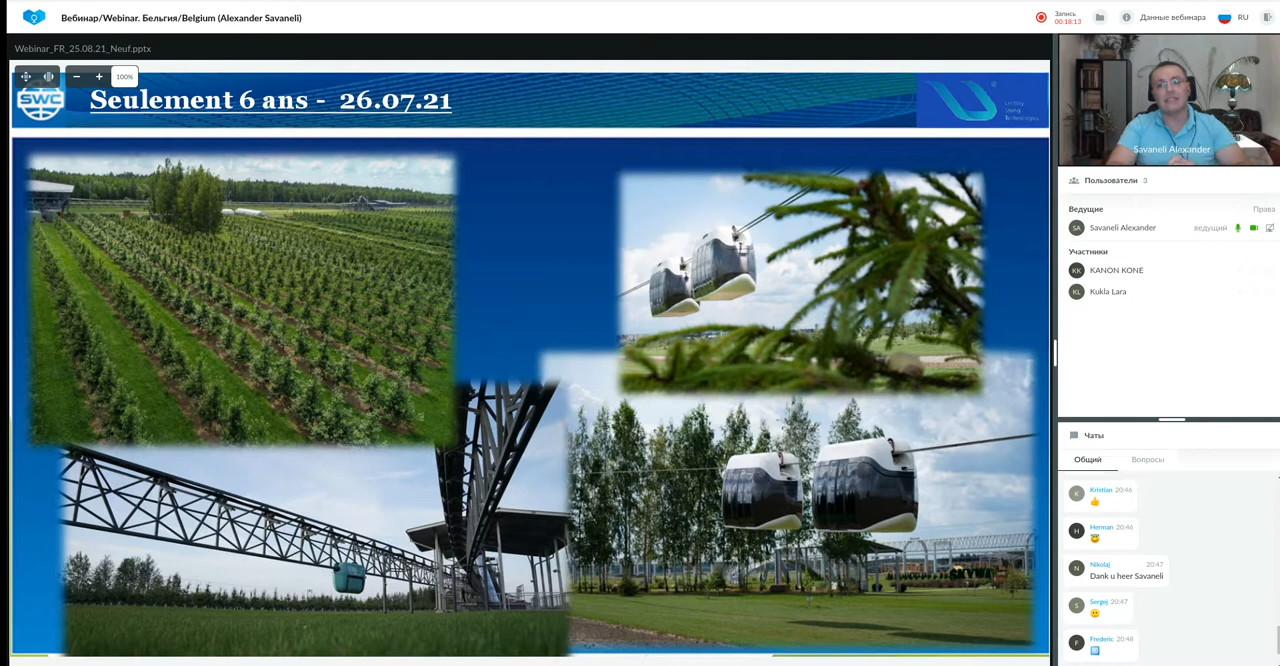 Вебинар/Webinar. Бельгия/Belgium (Alexander Savaneli)
Запись
00:18:13
Данные вебинара
RU
Webinar_FR_25.08.21_Neuf.pptx
100%
SWC
Seulement 6 ans - 26.07.21
Savaneli Alexander
Пользователи 3
Ведущие
Права
SA
Savaneli Alexander
ведущий
Участники
KK
KANON KONE
KL
Kukla Lara
Чаты
Общий
Вопросы
K
Kristian 20:46
H
Herman 20:46
N
Nikolaj 20:47
Dank u heer Savaneli
S
Sergej 20:47
F
Frederic 20:48